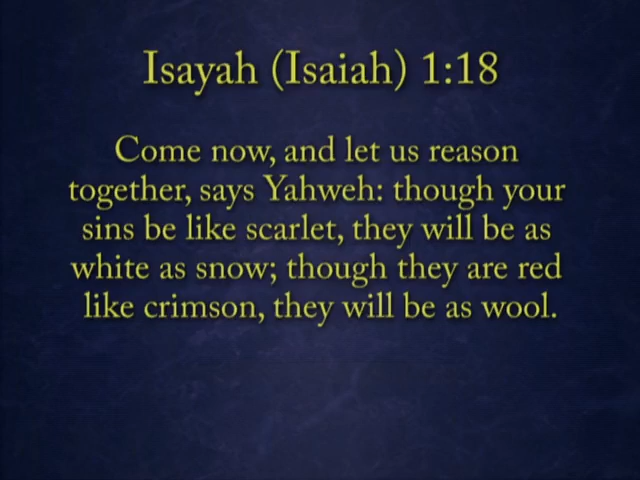 Isayah (Isaiah) 1:18
Come now, and let us reason
together, says Yahweh: though your
sins be like scarlet, they will be as
white as snow; though they are red
like crimson, they will be as wool.